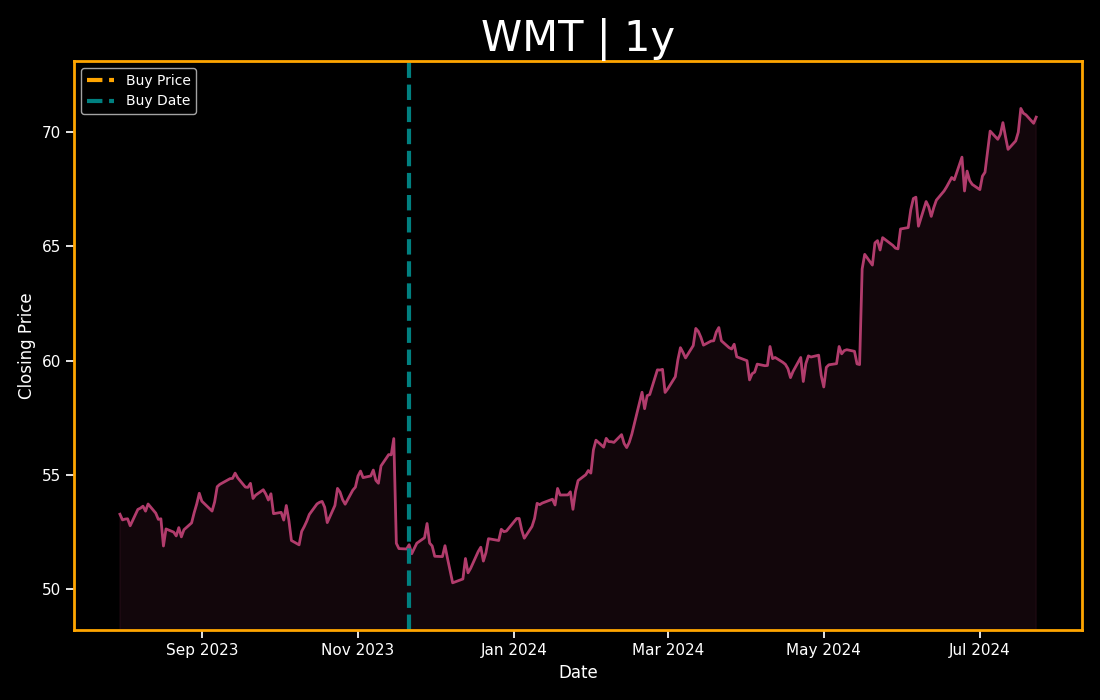 WMT | 1y
Buy Price
Buy Date
70
65
60
55
50
Closing Price
Sep 2023
Nov 2023
Jan 2024
Mar 2024
May 2024
Jul 2024
Date